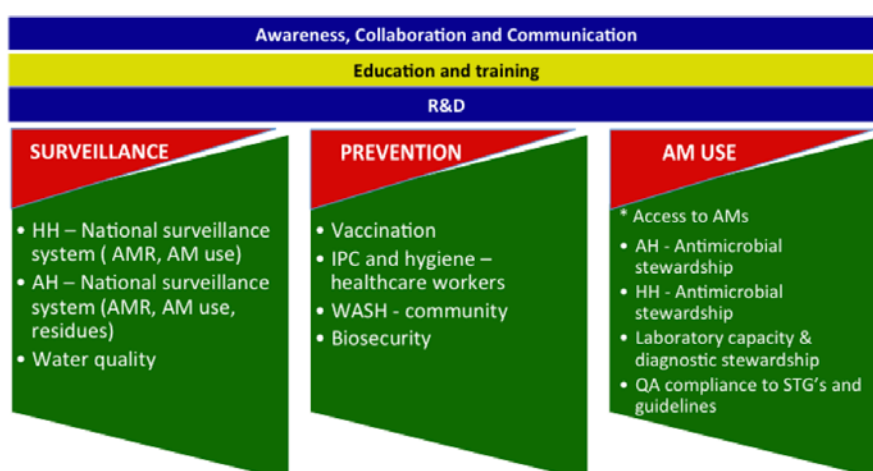 Awareness, Collaboration and Communication
Education and training
R&D
SURVEILLANCE
• HH – National surveillance
system ( AMR, AM use)
• AH – National surveillance
system (AMR, AM use,
residues)
• Water quality
PREVENTION
• Vaccination
• IPC and hygiene –
healthcare workers
• WASH - community
• Biosecurity
AM USE
* Access to AMs
• AH - Antimicrobial
stewardship
• HH - Antimicrobial
stewardship
• Laboratory capacity &
diagnostic stewardship
• QA compliance to STG's and
guidelines